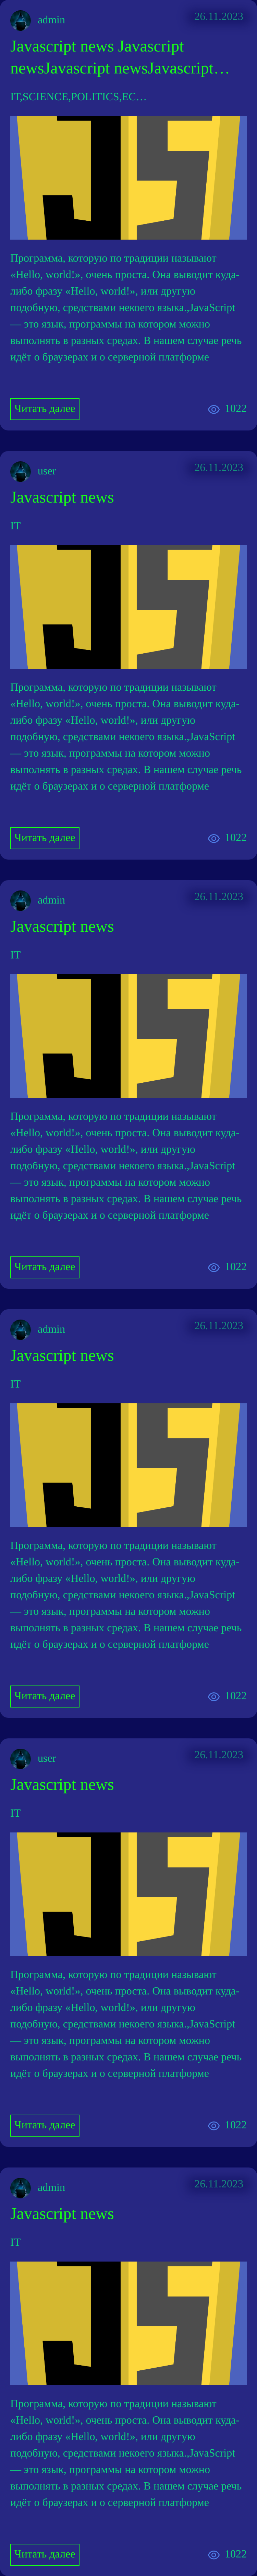 admin
26.11.2023
Javascript news Javascript
newsJavascript newsJavascript…
IT,SCIENCE,POLITICS,EC…
Программа, которую по традиции называют
«Hello, world!», очень проста. Она выводит куда-
либо фразу «Hello, world!», или другую
подобную, средствами некоего языка.,JavaScript
— это язык, программы на котором можно
выполнять в разных средах. В нашем случае речь
идёт о браузерах и о серверной платформе
Читать далее
1022
user
26.11.2023
Javascript news
IT
Программа, которую по традиции называют
«Hello, world!», очень проста. Она выводит куда-
либо фразу «Hello, world!», или другую
подобную, средствами некоего языка.,JavaScript
— это язык, программы на котором можно
выполнять в разных средах. В нашем случае речь
идёт о браузерах и о серверной платформе
Читать далее
1022
admin
26.11.2023
Javascript news
IT
Программа, которую по традиции называют
«Hello, world!», очень проста. Она выводит куда-
либо фразу «Hello, world!», или другую
подобную, средствами некоего языка.,JavaScript
— это язык, программы на котором можно
выполнять в разных средах. В нашем случае речь
идёт о браузерах и о серверной платформе
Читать далее
1022
admin
26.11.2023
Javascript news
IT
Программа, которую по традиции называют
«Hello, world!», очень проста. Она выводит куда-
либо фразу «Hello, world!», или другую
подобную, средствами некоего языка.,JavaScript
— это язык, программы на котором можно
выполнять в разных средах. В нашем случае речь
идёт о браузерах и о серверной платформе
Читать далее
1022
user
26.11.2023
Javascript news
IT
Программа, которую по традиции называют
«Hello, world!», очень проста. Она выводит куда-
либо фразу «Hello, world!», или другую
подобную, средствами некоего языка.,JavaScript
— это язык, программы на котором можно
выполнять в разных средах. В нашем случае речь
идёт о браузерах и о серверной платформе
Читать далее
1022
admin
26.11.2023
Javascript news
IT
Программа, которую по традиции называют
«Hello, world!», очень проста. Она выводит куда-
либо фразу «Hello, world!», или другую
подобную, средствами некоего языка.,JavaScript
— это язык, программы на котором можно
выполнять в разных средах. В нашем случае речь
идёт о браузерах и о серверной платформе
Читать далее
1022